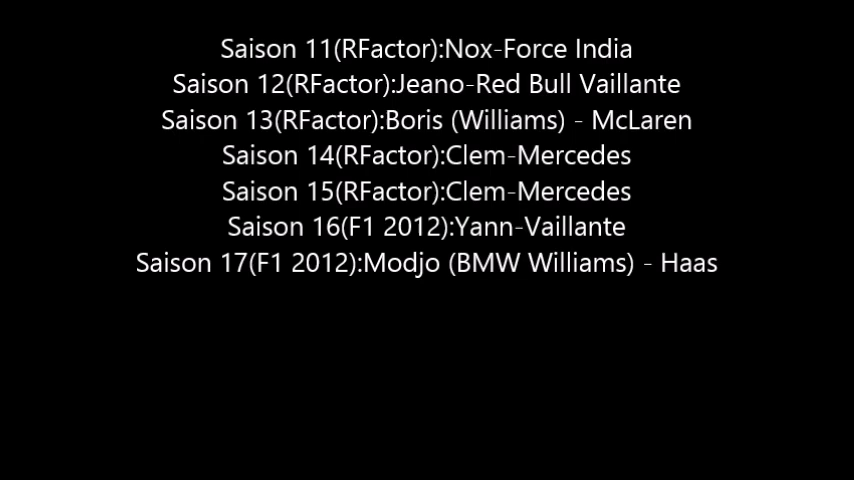 Saison 11(RFactor):Nox-Force India
Saison 12(RFactor):Jeano-Red Bull Vaillante
Saison 13(RFactor):Boris (Williams) - McLaren
Saison 14(RFactor):Clem-Mercedes
Saison 15(RFactor):Clem-Mercedes
Saison 16(F1 2012):Yann-Vaillante
Saison 17(F1 2012):Modjo (BMW Williams) - Haas